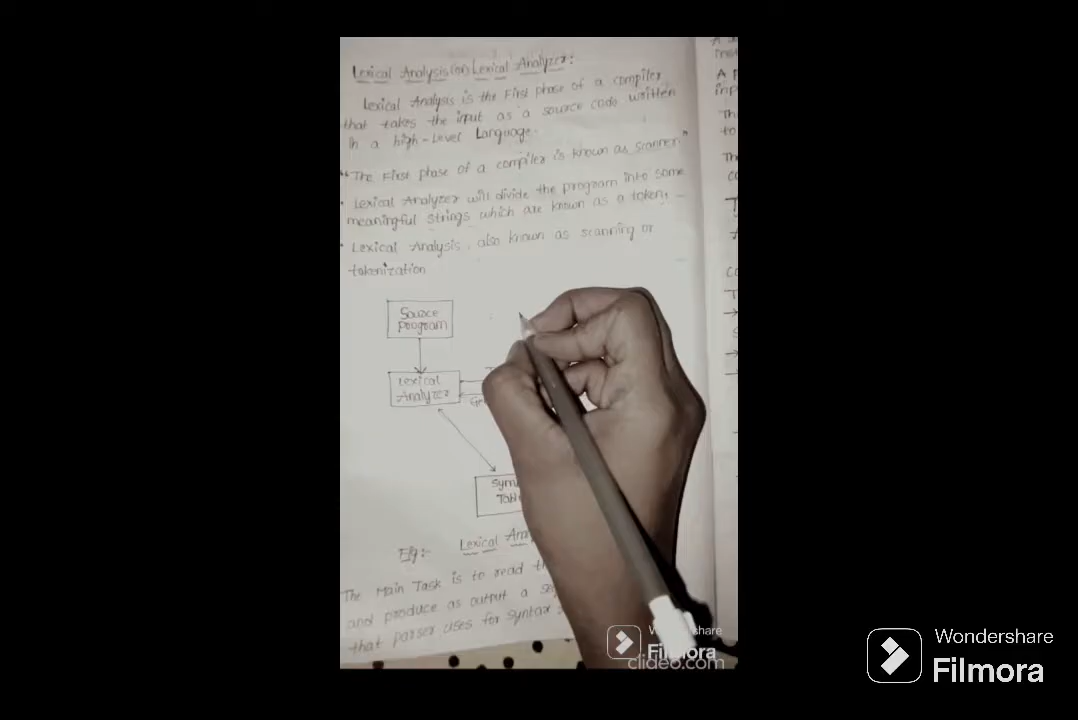 Lexical Analysis (or) Lexical Analyzer:
Lexical Analysis is the First phase of a compiler
that takes the input as a source code written
In a high-Level Language.
"The First phase of a compiler is known as scanner"
• Lexical Analyzer will divide the program into some
meaningful strings which are known as a token.
• Lexical Analysis, also known as scanning or
tokenization
Source
program
Lexical
Analyzer
Fig:- Lexical
The Main Task is to read
and produce as output a
that parser uses for syntax
Wondershare
Filmora
clideo.com